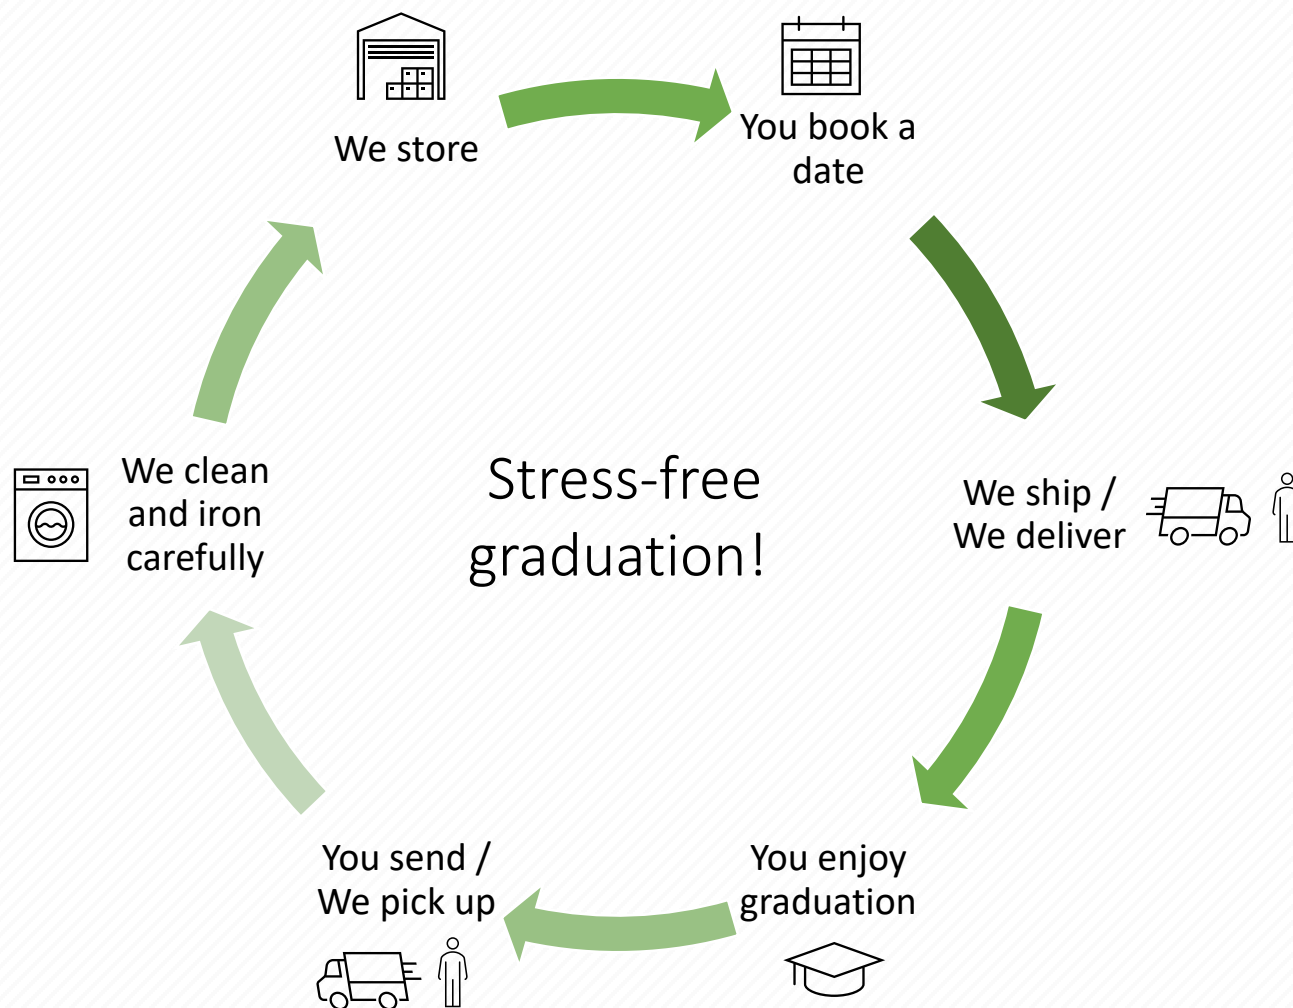 We store
You book a
date
We ship /
We deliver
You enjoy
graduation
You send /
We pick up
We clean
and iron
carefully
Stress-free
graduation!